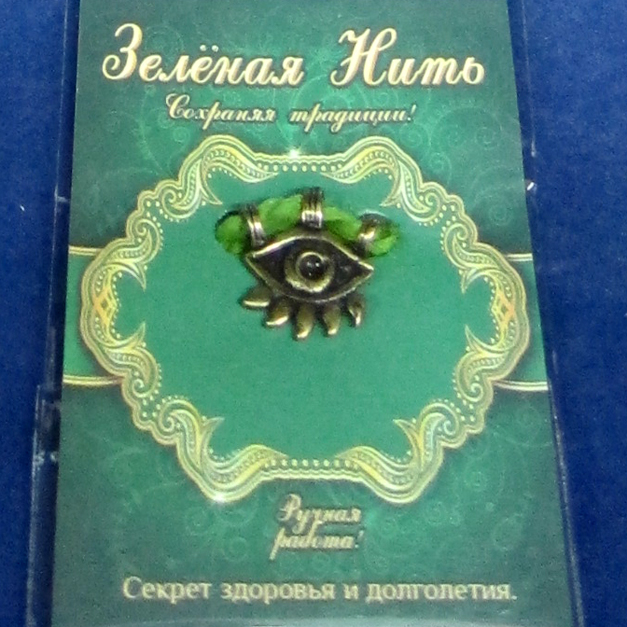 Зелёная Нить
Сохраняя традиции!
Ручная
работа!
Секрет здоровья и долголетия.